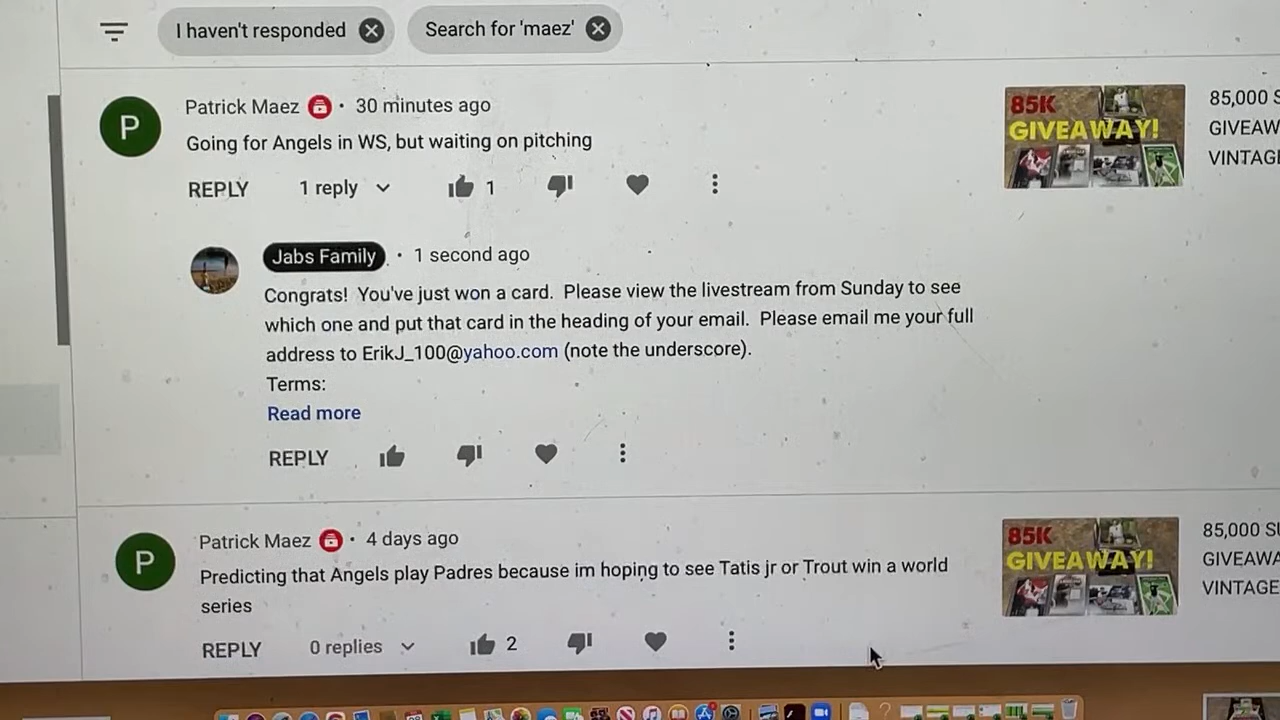 I haven't responded
Search for 'maez'
P
Patrick Maez · 30 minutes ago
Going for Angels in WS, but waiting on pitching
REPLY 1 reply 1
85K
GIVEAWAY!
85,000 S
GIVEAW
VINTAGE
Jabs Family · 1 second ago
Congrats! You've just won a card. Please view the livestream from Sunday to see
which one and put that card in the heading of your email. Please email me your full
address to ErikJ_100@yahoo.com (note the underscore).
Terms:
Read more
REPLY
P
Patrick Maez · 4 days ago
Predicting that Angels play Padres because im hoping to see Tatis jr or Trout win a world
series
REPLY 0 replies 2
85K
GIVEAWAY!
85,000 SU
GIVEAWA
VINTAGE